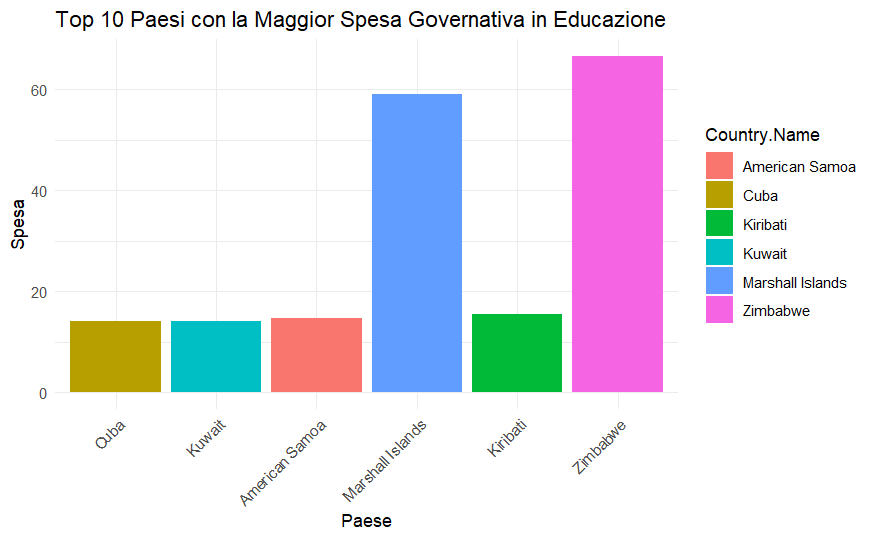 Top 10 Paesi con la Maggior Spesa Governativa in Educazione
Spesa
60
40
20
0
Cuba
Kuwait
American Samoa
Marshall Islands
Kiribati
Zimbabwe
Paese
Country.Name
American Samoa
Cuba
Kiribati
Kuwait
Marshall Islands
Zimbabwe